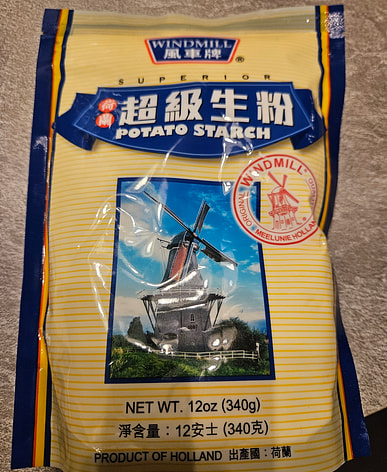 WINDMILL
風車牌
®
SUPERIOR
荷蘭
超級生粉
POTATO STARCH
WINDMILL
ORIGINAL
MEELUNIE HOLLAND
NET WT. 12oz (340g)
淨含量：12安士 (340克)
PRODUCT OF HOLLAND 出產國：荷蘭